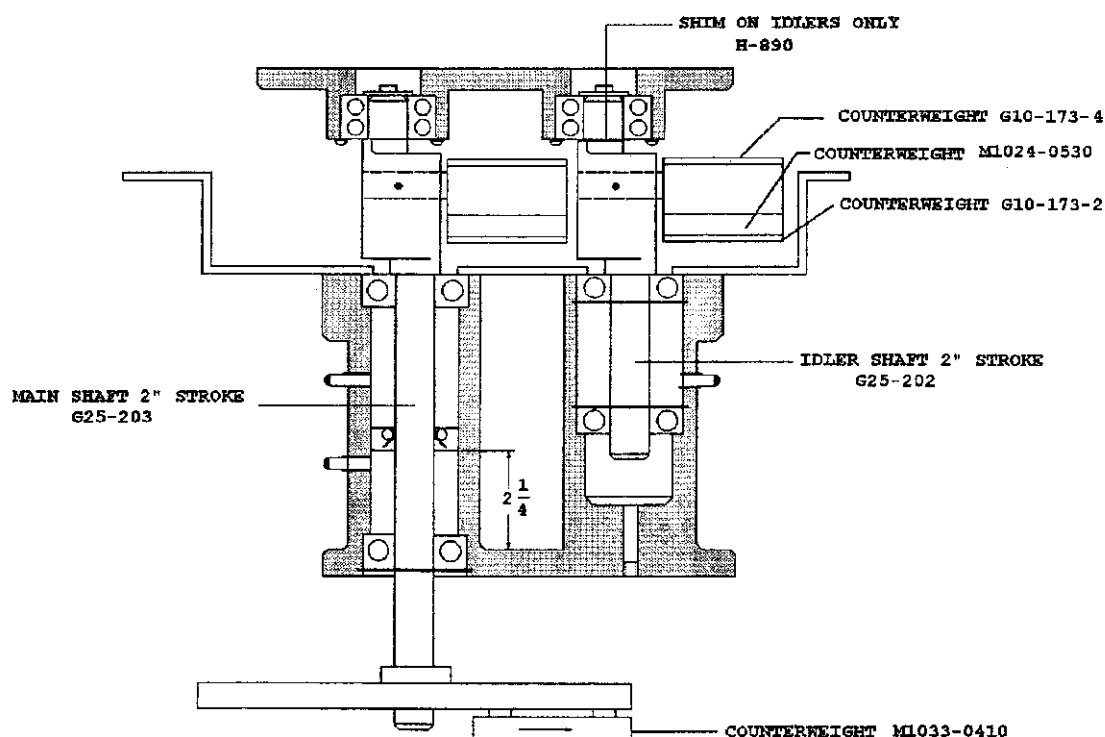 SHIM ON IDLERS ONLY
H-890
COUNTERWEIGHT G10-173-4
COUNTERWEIGHT M1024-0530
COUNTERWEIGHT G10-173-2
IDLER SHAFT 2" STROKE
G25-202
MAIN SHAFT 2" STROKE
G25-203
2 1/4
COUNTERWEIGHT M1033-0410